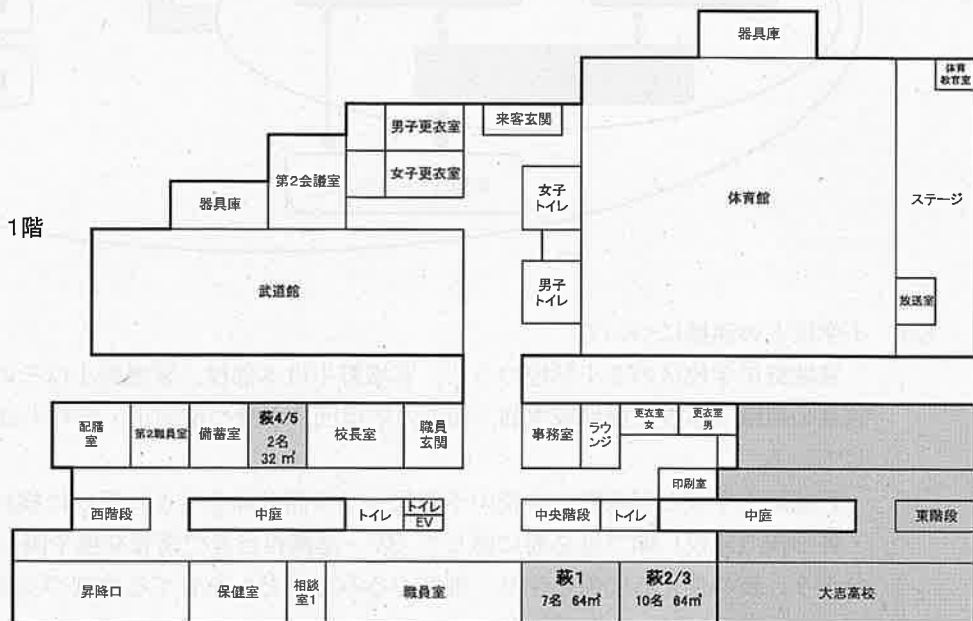 器具庫
体育
教官室
男子更衣室
来客玄関
女子更衣室
第2会議室
器具庫
女子
トイレ
体育館
ステージ
1階
武道館
男子
トイレ
放送室
配膳
室
第2職員室
備蓄室
萩4/5
2名
32㎡
校長室
職員
玄関
事務室
ラウ
ンジ
更衣室
女
更衣室
男
印刷室
西階段
中庭
トイレ
トイレ
EV
中央階段
トイレ
中庭
東階段
昇降口
保健室
相談
室1
職員室
萩1
7名 64㎡
萩2/3
10名 64㎡
大志高校